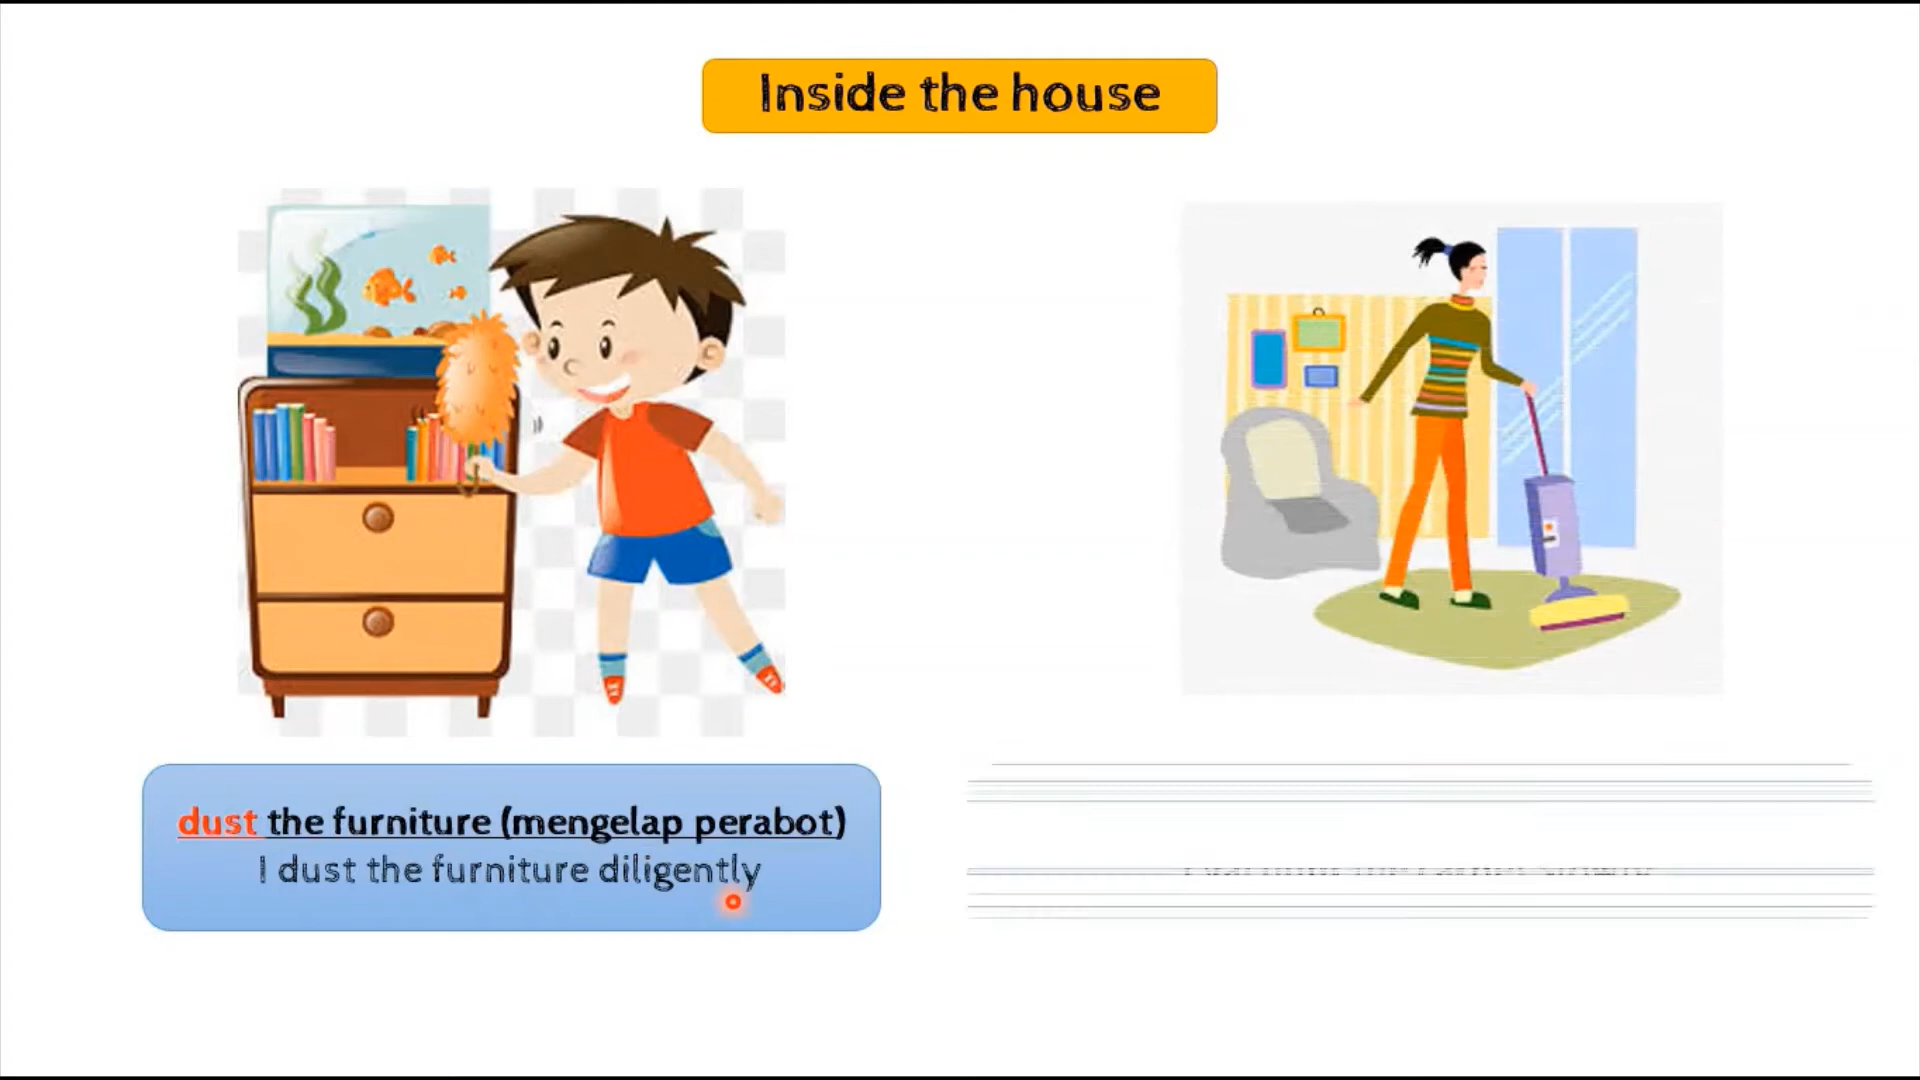 Inside the house
dust the furniture (mengelap perabot)
I dust the furniture diligently